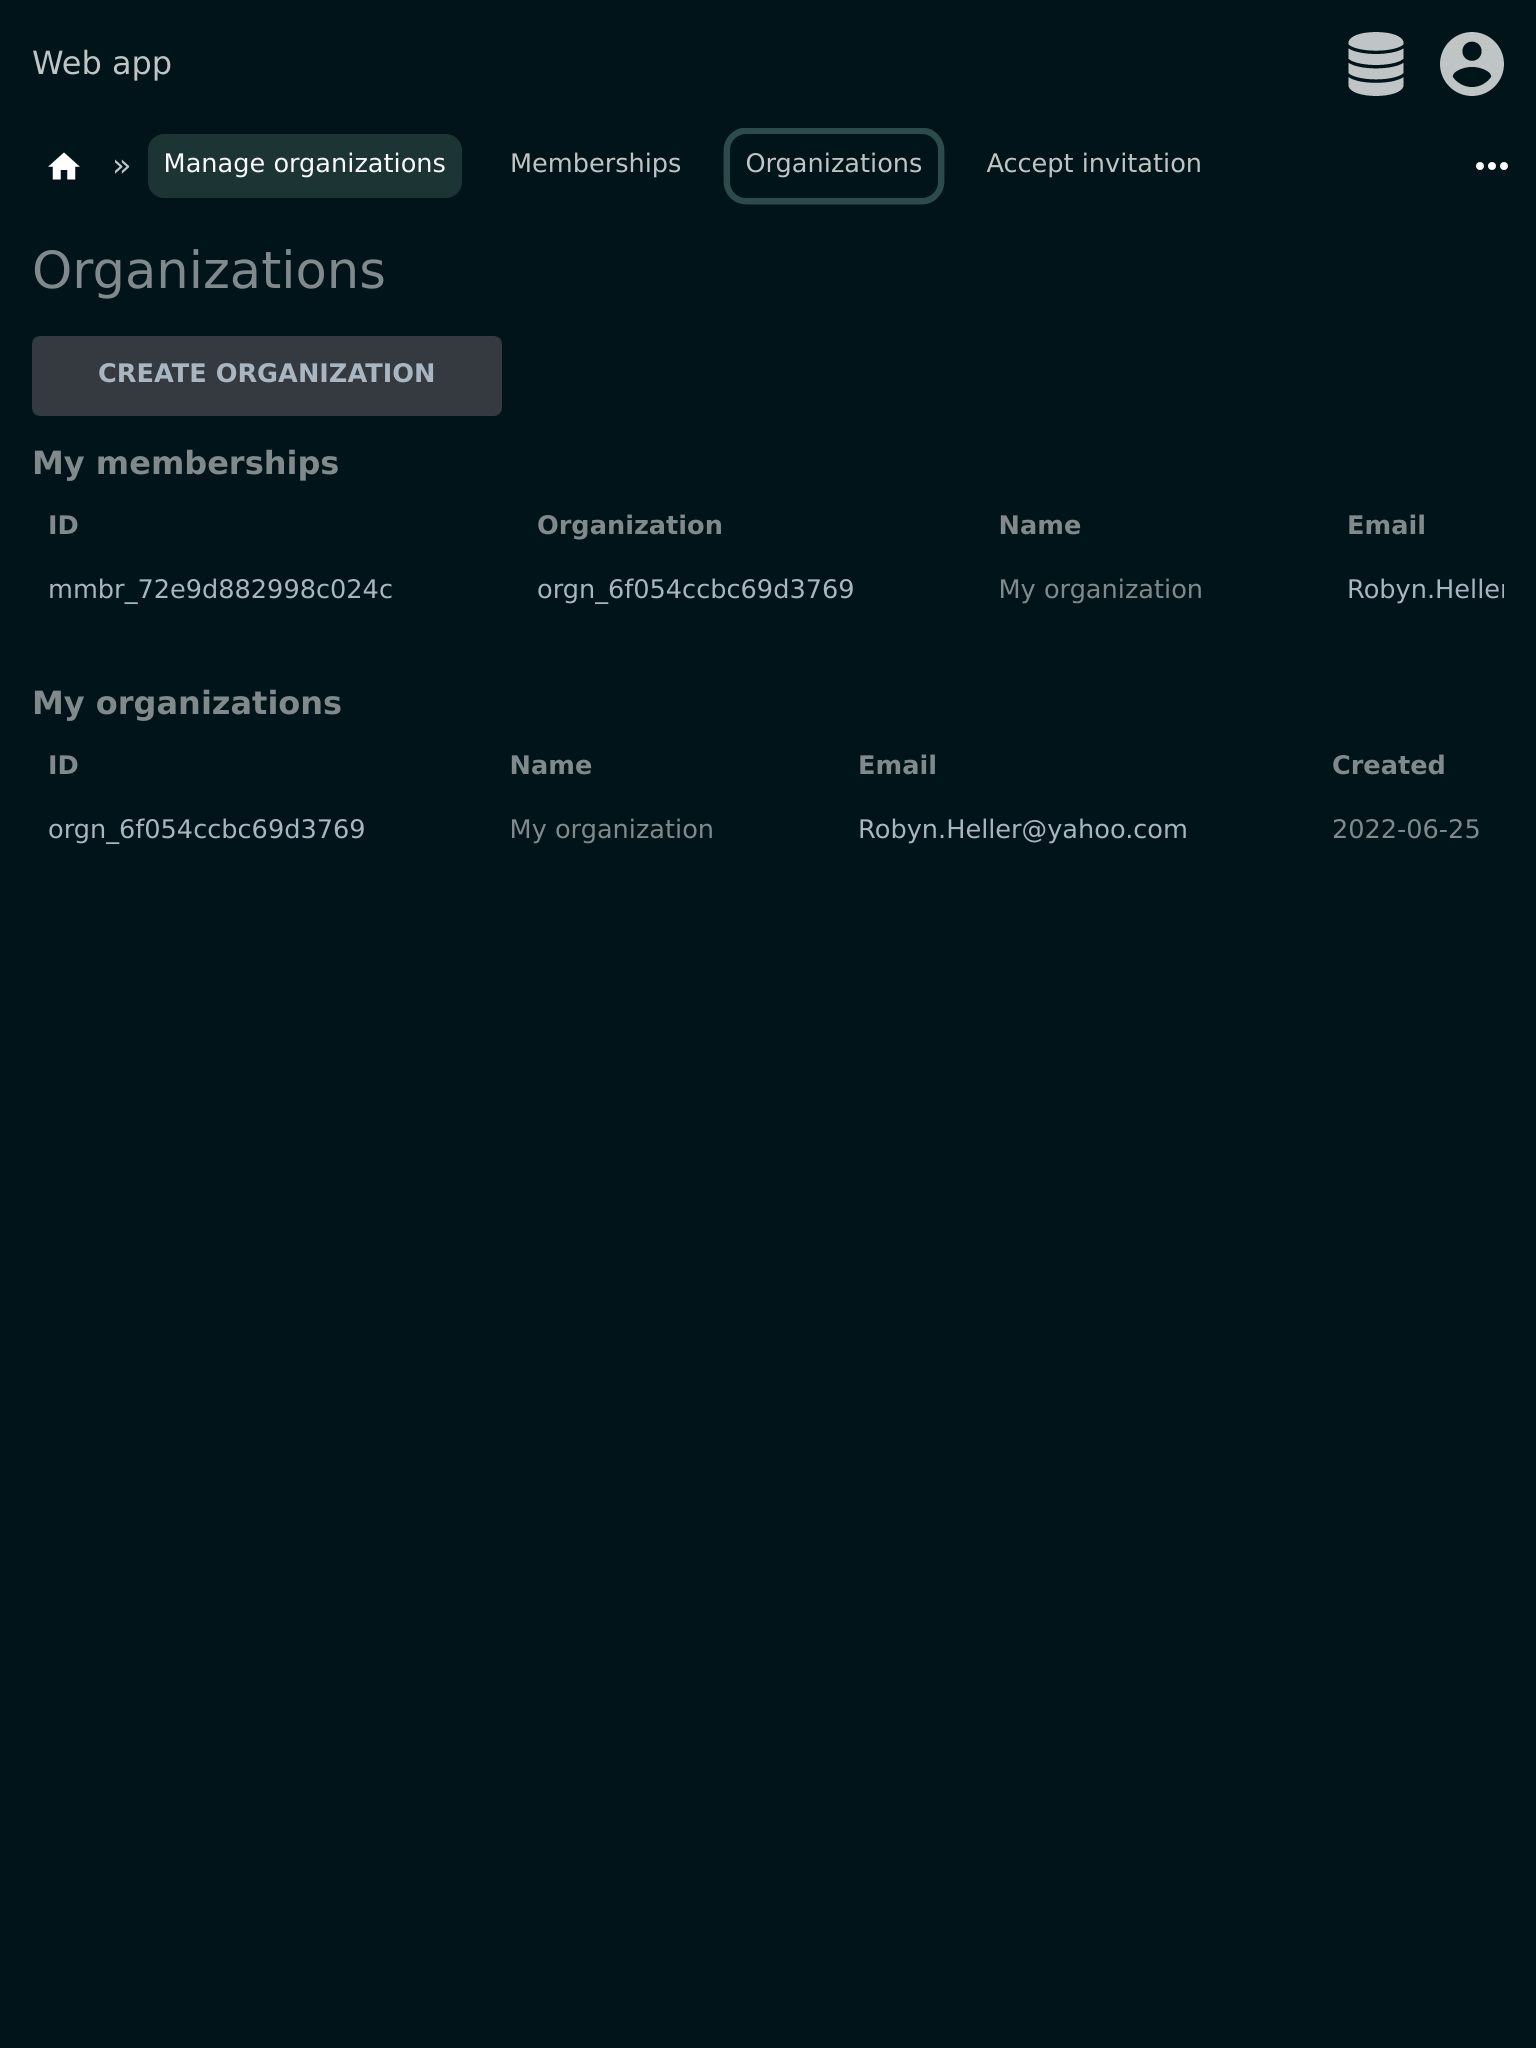 Web app
» Manage organizations Memberships Organizations Accept invitation
Organizations
CREATE ORGANIZATION
My memberships
ID Organization Name Email
mmbr_72e9d882998c024c orgn_6f054ccbc69d3769 My organization Robyn.Heller
My organizations
ID Name Email Created
orgn_6f054ccbc69d3769 My organization Robyn.Heller@yahoo.com 2022-06-25